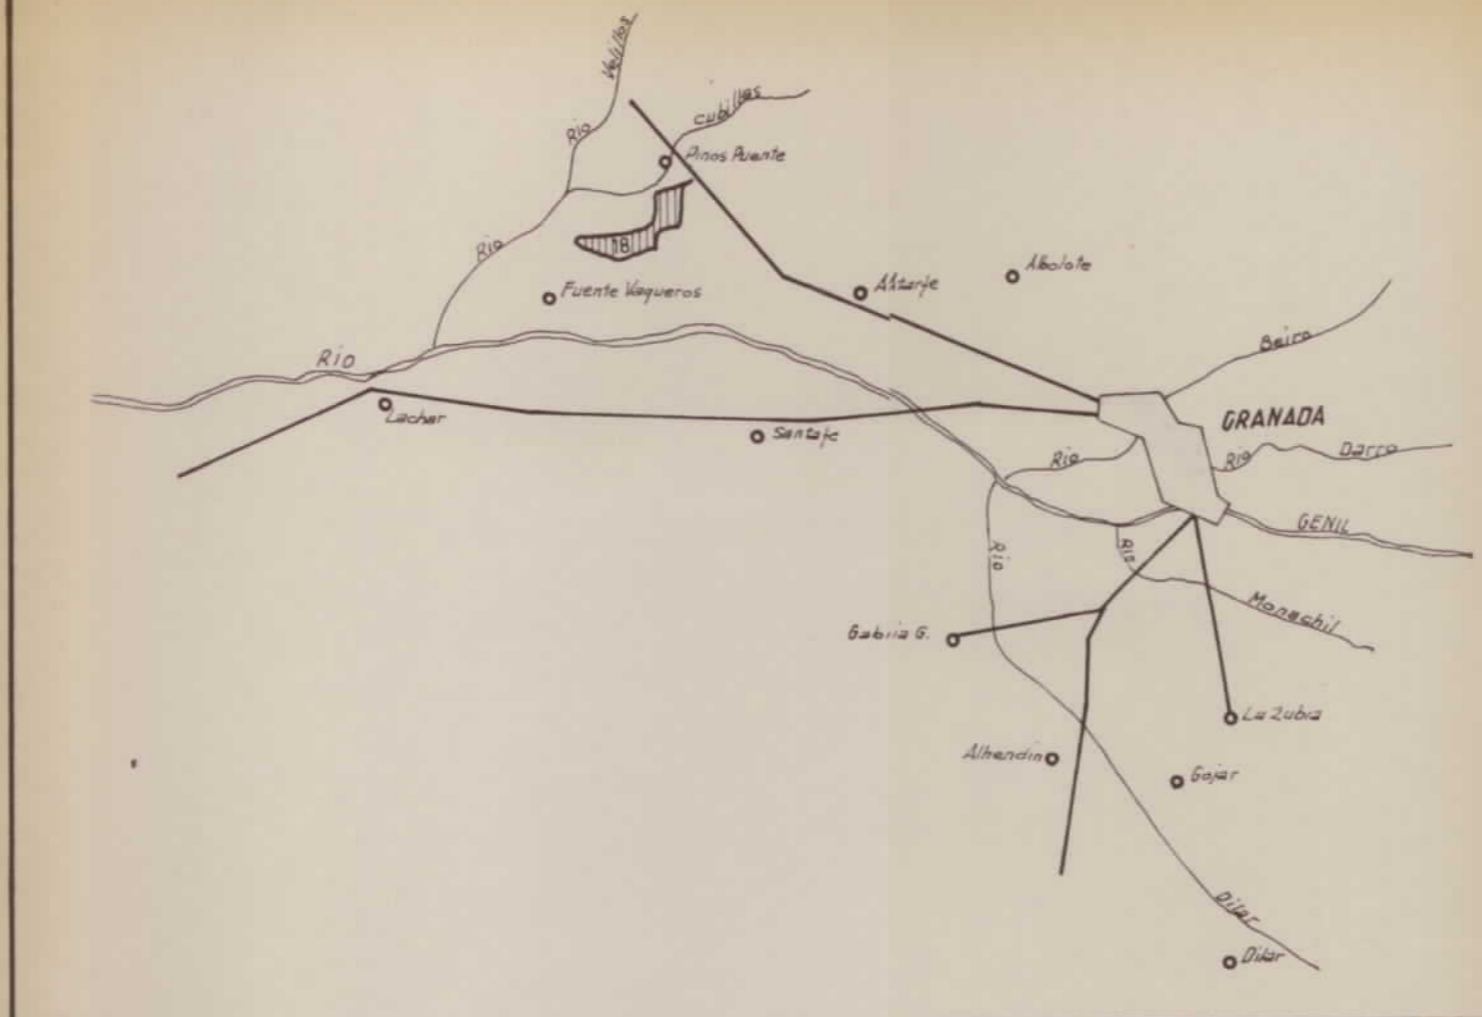 Velillos
Rio
cubillas
Pinos Puente
Rio
18
Fuente Vaqueros
Albolote
Atarfe
Beiro
Rio
Lachar
Santafe
GRANADA
Rio
Rio
Darro
GENIL
Rio
Rio
Monachil
Gabiia G.
La Zubia
Alhendin
Gojar
Dilar
Dilar